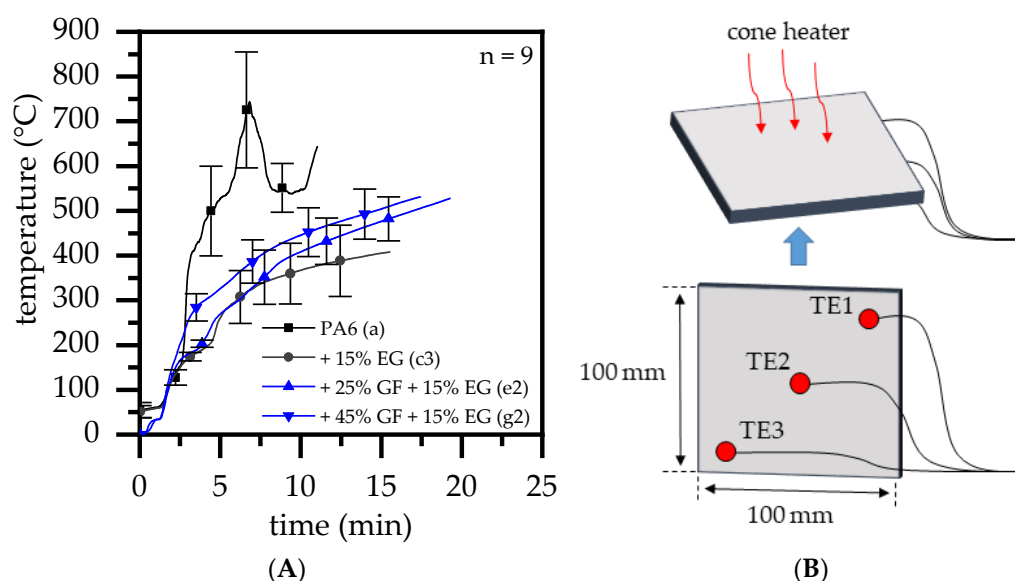 900
800
700
600
500
400
300
200
100
0
temperature (°C)
n = 9
PA6 (a)
+ 15% EG (c3)
+ 25% GF + 15% EG (e2)
+ 45% GF + 15% EG (g2)
0 5 10 15 20 25
time (min)
(A)
cone heater
TE1
TE2
TE3
100 mm
100 mm
(B)